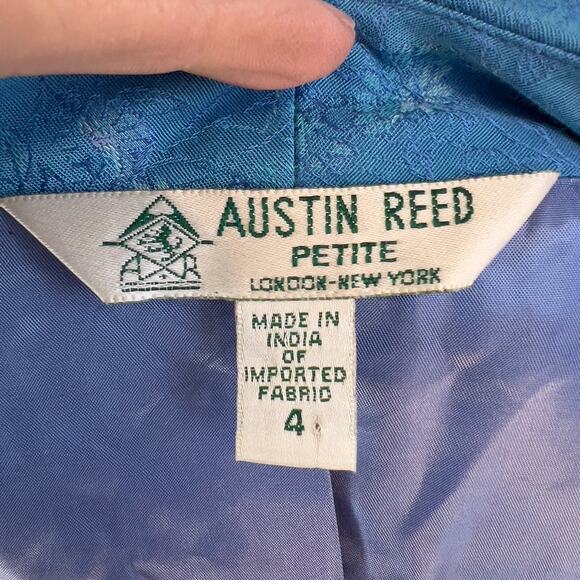 AUSTIN REED
PETITE
LONDON-NEW YORK
MADE IN
INDIA
OF
IMPORTED
FABRIC
4